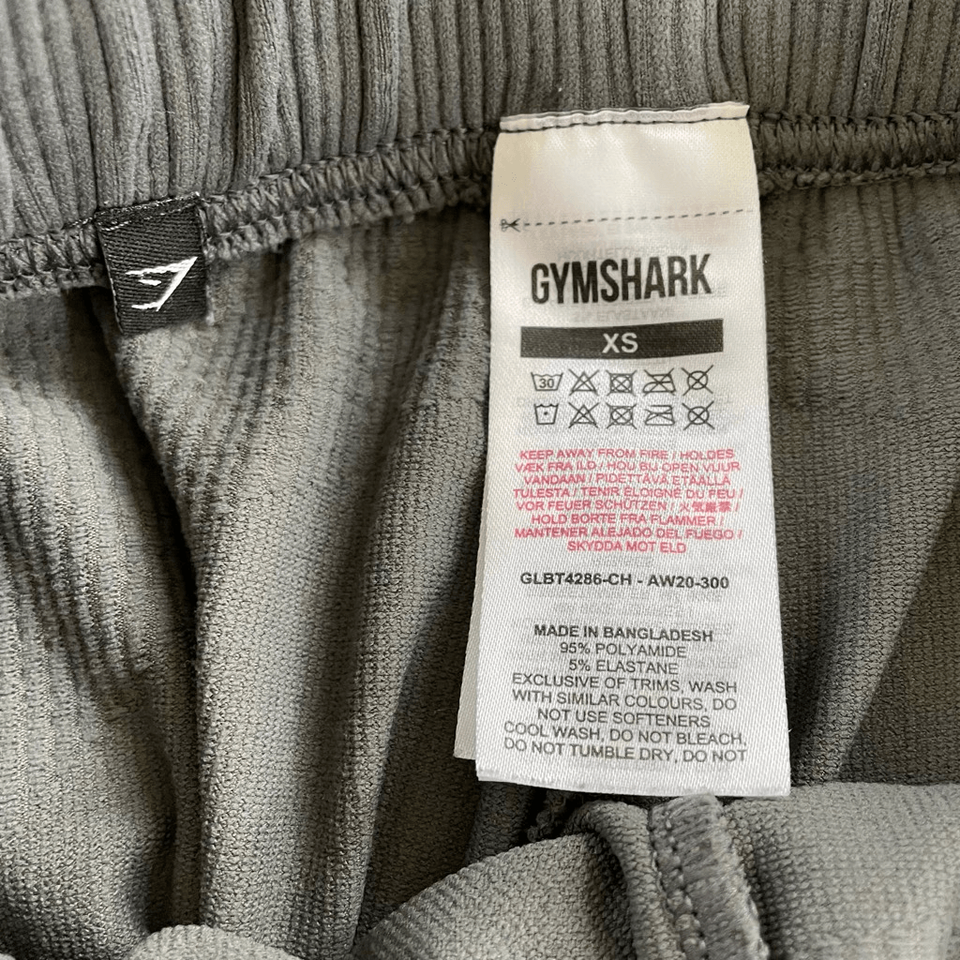 GYMSHARK
XS
30
KEEP AWAY FROM FIRE / HOLDES
VÆK FRA ILD / HOU BIJ OPEN VUUR
VANDAAN / PIDETTÄVÄ ETÄÄLLÄ
TULESTA / TENIR ÉLOIGNÉ DU FEU /
VOR FEUER SCHÜTZEN / 火気厳禁 /
HOLD BORTE FRA FLAMMER /
MANTENER ALEJADO DEL FUEGO /
SKYDDA MOT ELD
GLBT4286-CH - AW20-300
MADE IN BANGLADESH
95% POLYAMIDE
5% ELASTANE
EXCLUSIVE OF TRIMS, WASH
WITH SIMILAR COLOURS, DO
NOT USE SOFTENERS
COOL WASH, DO NOT BLEACH,
DO NOT TUMBLE DRY, DO NOT